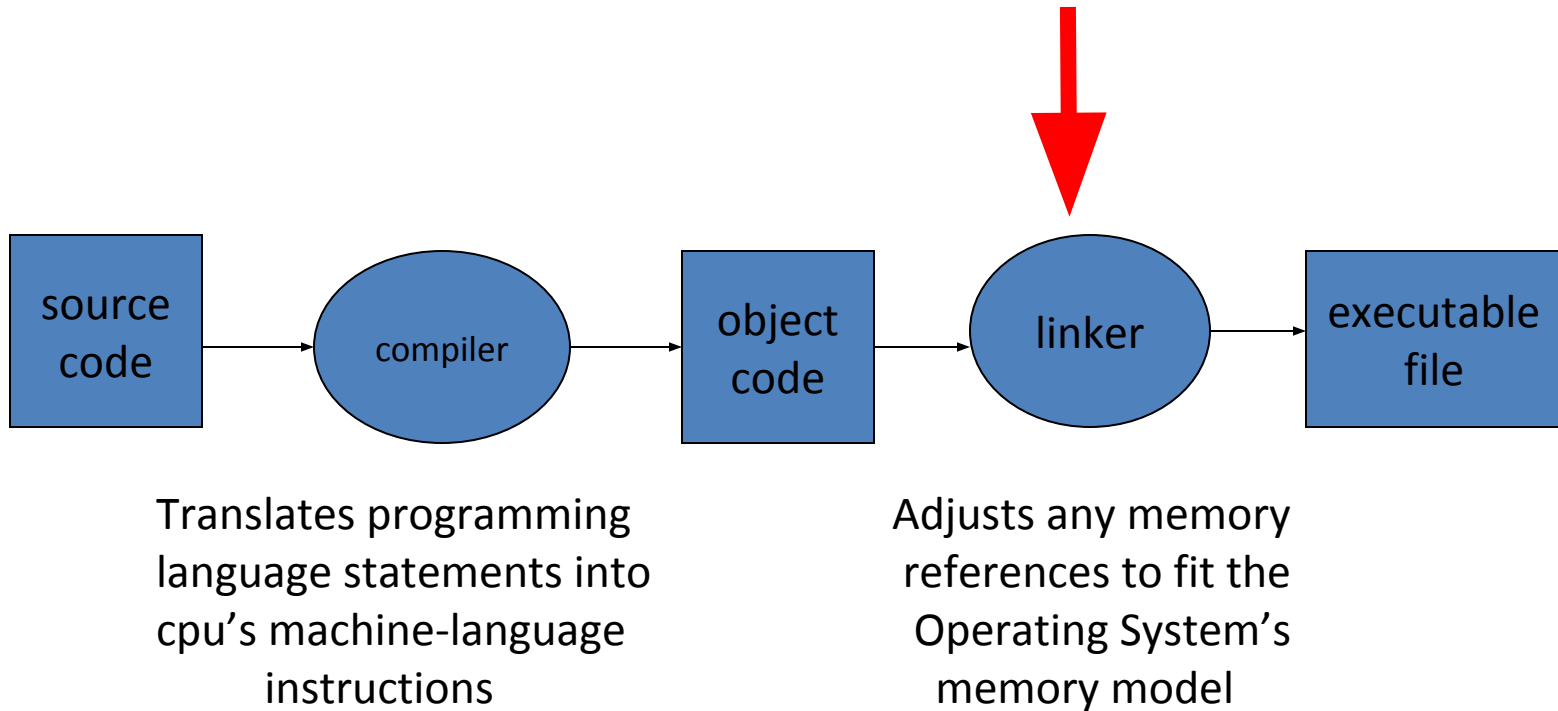 source
code
compiler
object
code
linker
executable
file
Translates programming
language statements into
cpu’s machine-language
instructions
Adjusts any memory
references to fit the
Operating System’s
memory model